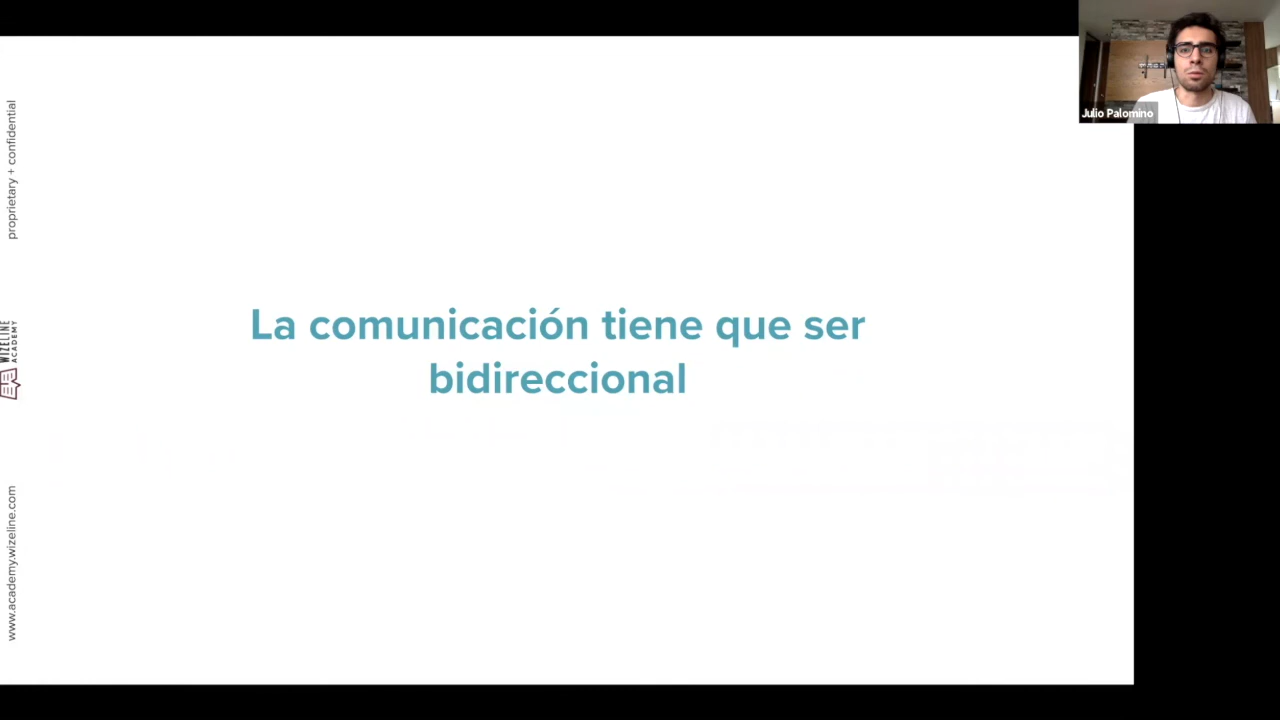 proprietary + confidential
WIZELINE
ACADEMY
www.academy.wizeline.com
La comunicación tiene que ser
bidireccional
Julio Palomino